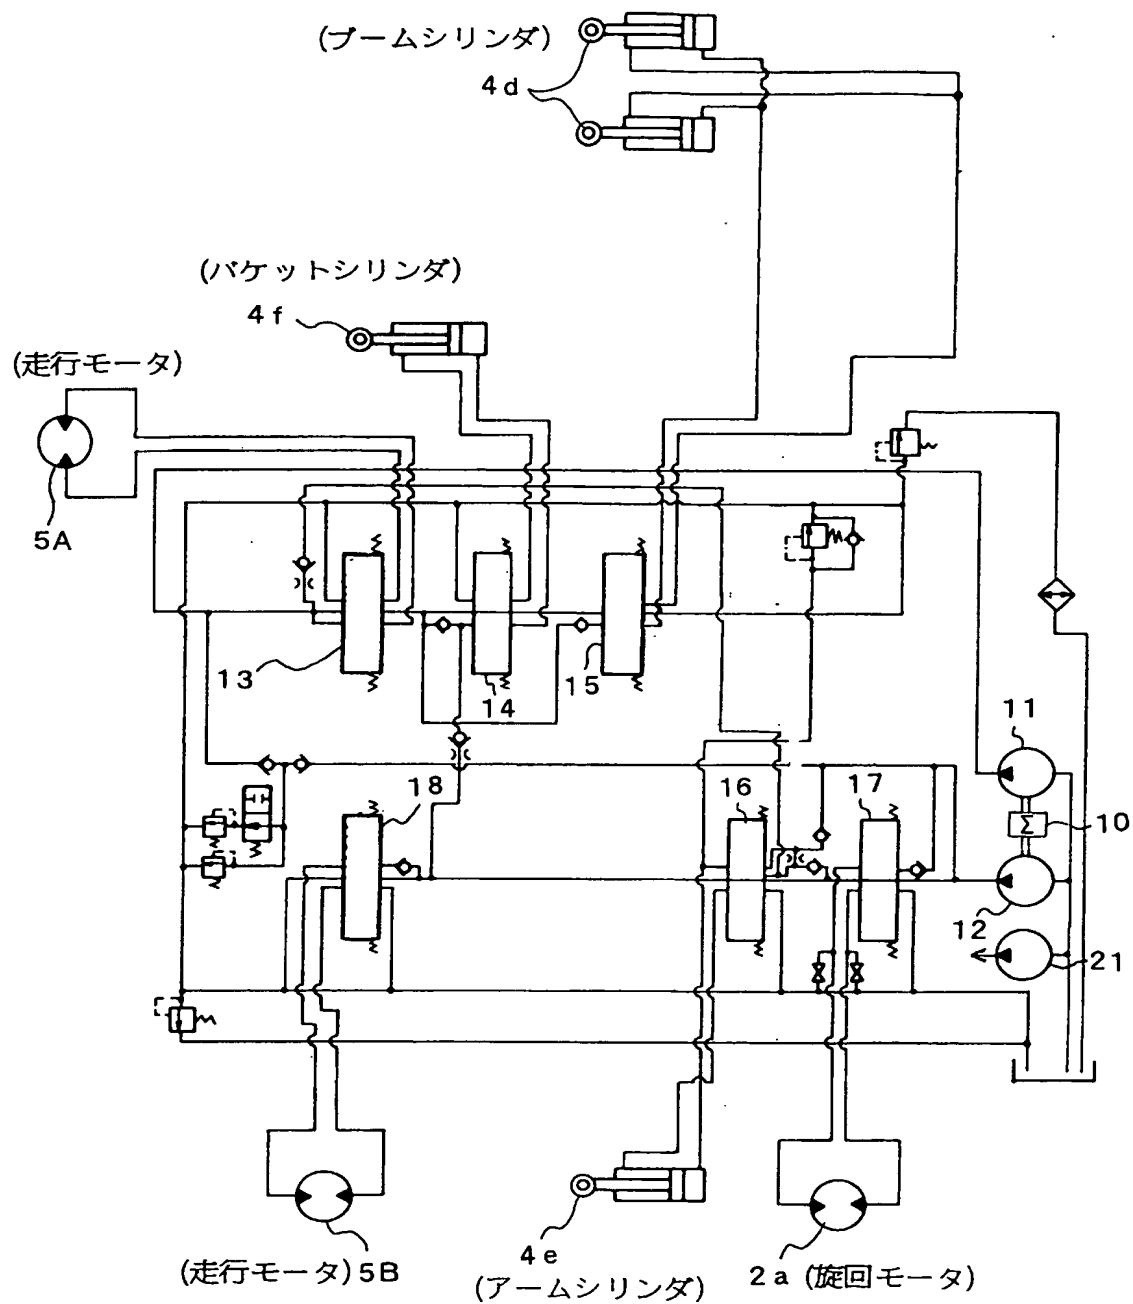 (ブームシリンダ)
4d
(バケットシリンダ)
4f
(走行モータ)
5A
13
14
15
11
18
16
17
10
Σ
12
21
(走行モータ) 5B
4e
(アームシリンダ)
2a (旋回モータ)